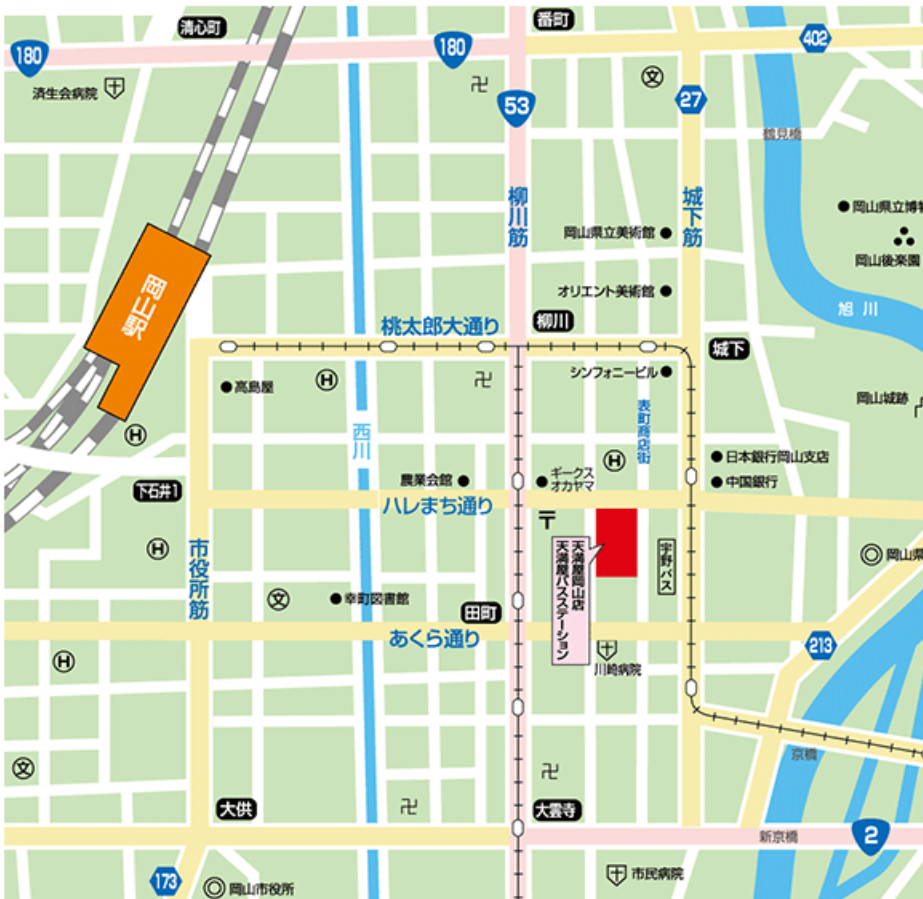 清心町
番町
180
180
402
済生会病院
文
27
53
鶴見橋
柳川筋
城下筋
岡山県立博物
岡山県立美術館
岡山後楽園
岡山駅
オリエント美術館
旭川
桃太郎大通り
柳川
城下
高島屋
H
シンフォニービル
岡山城跡
表町商店街
H
西川
H
日本銀行岡山支店
農業会館
ギークス
オカヤマ
中国銀行
下石井1
ハレまち通り
〒
市役所筋
H
天満屋岡山店
天満屋バスステーション
宇野バス
岡山県
文
幸町図書館
田町
あくら通り
213
H
川崎病院
文
京橋
大供
大雲寺
新京橋
2
173
岡山市役所
市民病院